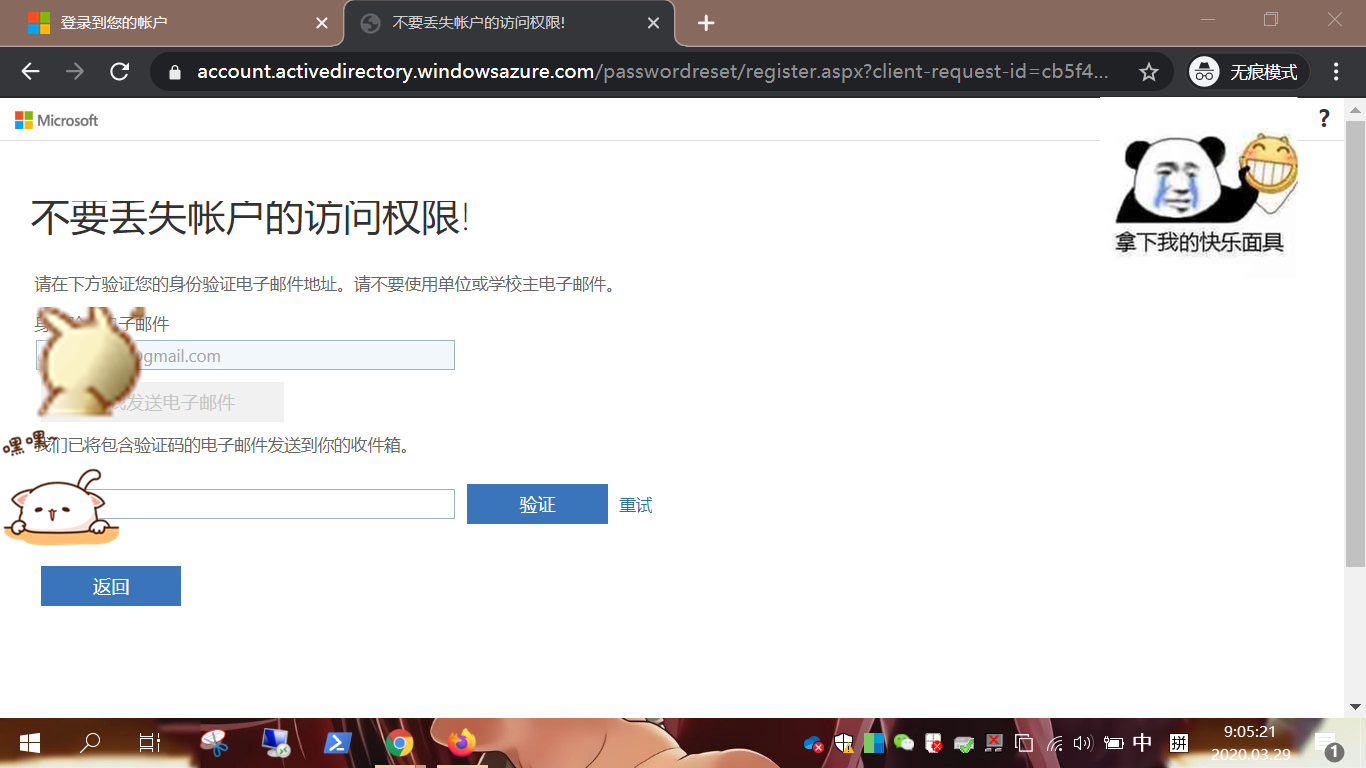 登录到您的帐户
不要丢失帐户的访问权限!
account.activedirectory.windowsazure.com/passwordreset/register.aspx?client-request-id=cb5f4...
无痕模式
Microsoft
?
拿下我的快乐面具
不要丢失帐户的访问权限!
请在下方验证您的身份验证电子邮件地址。请不要使用单位或学校主电子邮件。
电子邮件
@gmail.com
发送电子邮件
嘿嘿~
我们已将包含验证码的电子邮件发送到你的收件箱。
验证
重试
返回
中
拼
9:05:21
2020.03.29
1